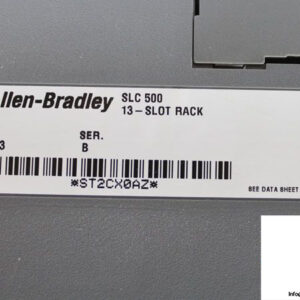 llen-Bradley SLC 500
13-SLOT RACK
3 SER.
B
*ST2CX0AZ*
SEE DATA SHEET